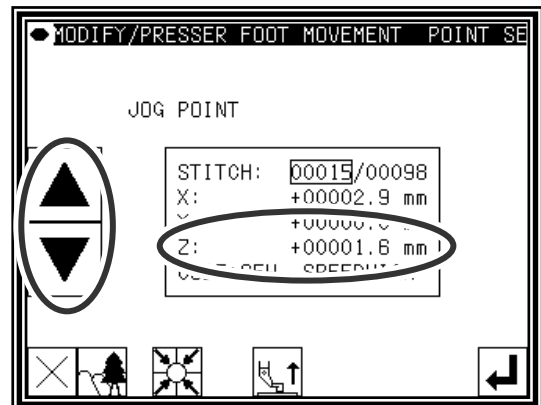 MODIFY/PRESSER FOOT MOVEMENT POINT SE
JOG POINT
STITCH: 00015/00098
X: +00002.9 mm
Z: +00001.6 mm